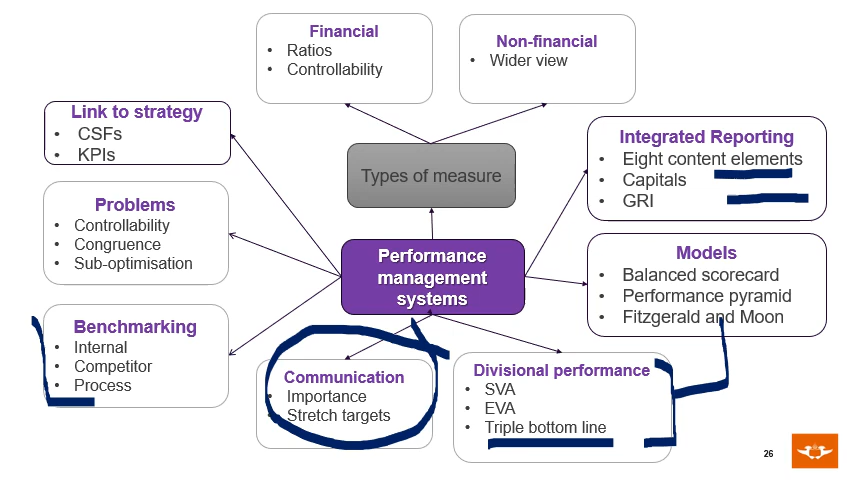 Financial
• Ratios
• Controllability
Non-financial
• Wider view
Link to strategy
• CSFs
• KPIs
Types of measure
Integrated Reporting
• Eight content elements
• Capitals
• GRI
Problems
• Controllability
• Congruence
• Sub-optimisation
Performance
management
systems
Models
• Balanced scorecard
• Performance pyramid
• Fitzgerald and Moon
Benchmarking
• Internal
• Competitor
• Process
Communication
• Importance
• Stretch targets
Divisional performance
• SVA
• EVA
• Triple bottom line
26